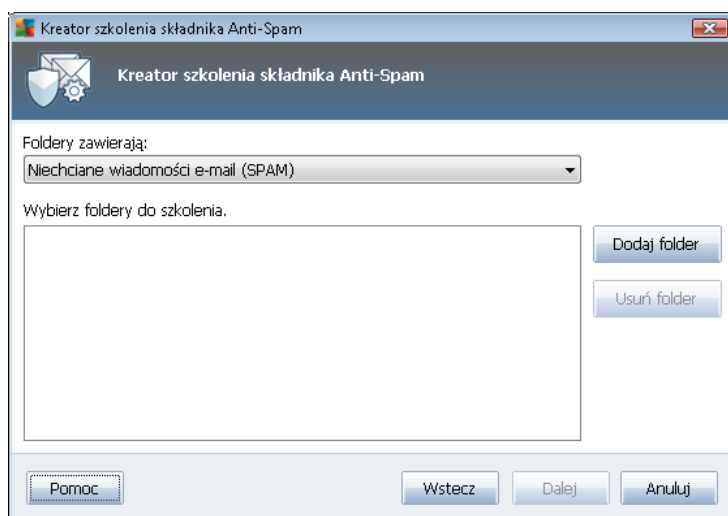 Kreator szkolenia składnika Anti-Spam
Kreator szkolenia składnika Anti-Spam
Foldery zawierają:
Niechciane wiadomości e-mail (SPAM)
Wybierz foldery do szkolenia.
Dodaj folder
Usuń folder
Pomoc
Wstecz
Dalej
Anuluj